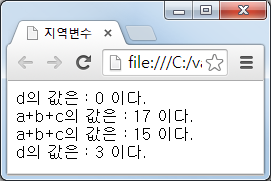 지역변수
file:///C:/va
d의 값은 : 0 이다.
a+b+c의 값은 : 17 이다.
a+b+c의 값은 : 15 이다.
d의 값은 : 3 이다.